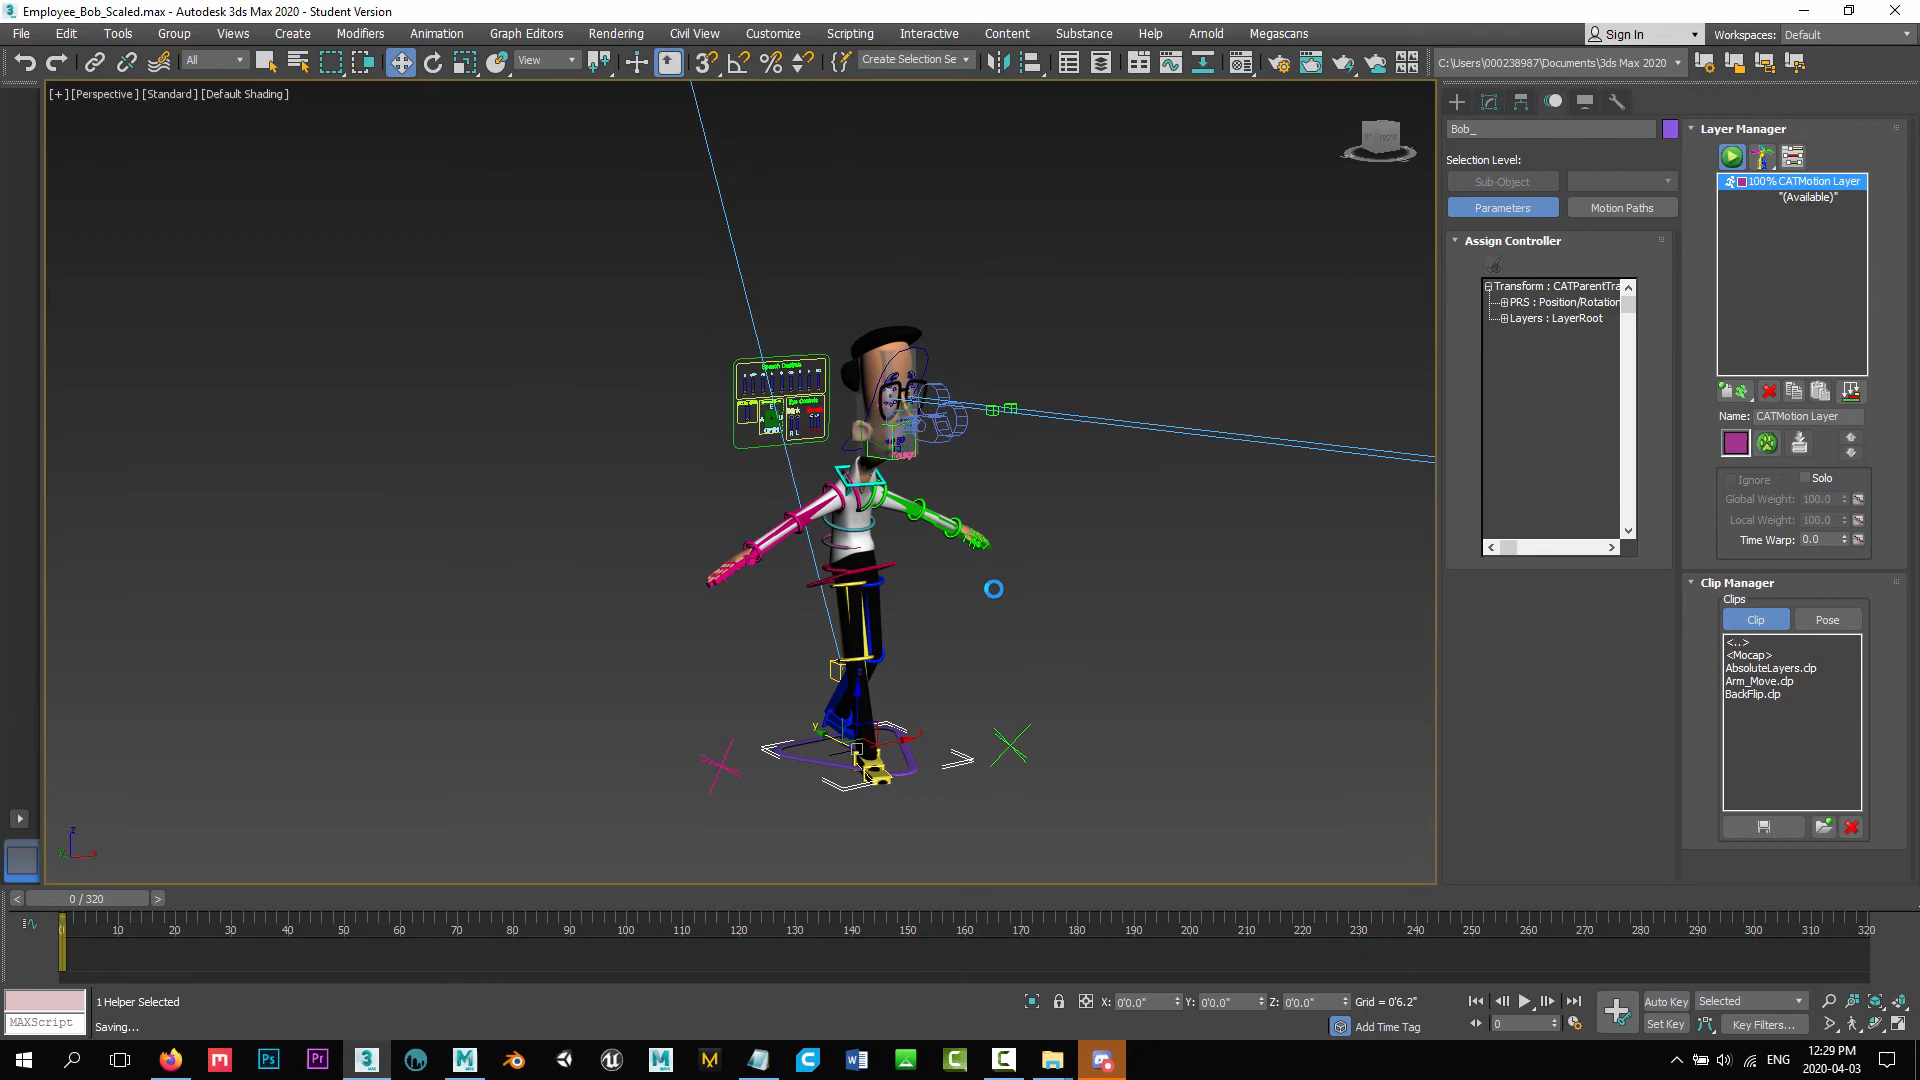 Employee_Bob_Scaled.max - Autodesk 3ds Max 2020 - Student Version
File Edit Tools Group Views Create Modifiers Animation Graph Editors Rendering Civil View Customize Scripting Interactive Content Substance Help Arnold Megascans
Sign In Workspaces: Default
All View Create Selection Se C:\Users\000238987\Documents\3ds Max 2020
[+] [Perspective] [Standard] [Default Shading]
Speech Controls
Eye Controls
Bob_
Selection Level:
Sub-Object
Parameters Motion Paths
Assign Controller
Transform : CATParentTra
PRS : Position/Rotation
Layers : LayerRoot
Layer Manager
100% CATMotion Layer
"(Available)"
Name: CATMotion Layer
Ignore Solo
Global Weight: 100.0
Local Weight: 100.0
Time Warp: 0.0
Clip Manager
Clips
Clip Pose
<..>
<Mocap>
AbsoluteLayers.clp
Arm_Move.clp
BackFlip.clp
y
x
z
y x
< 0 / 320 >
0 10 20 30 40 50 60 70 80 90 100 110 120 130 140 150 160 170 180 190 200 210 220 230 240 250 260 270 280 290 300 310 320
1 Helper Selected X: 0'0.0" Y: 0'0.0" Z: 0'0.0" Grid = 0'6.2" Auto Key Selected
MAXScript Saving... Add Time Tag 0 Set Key Key Filters...
ENG 12:29 PM
2020-04-03